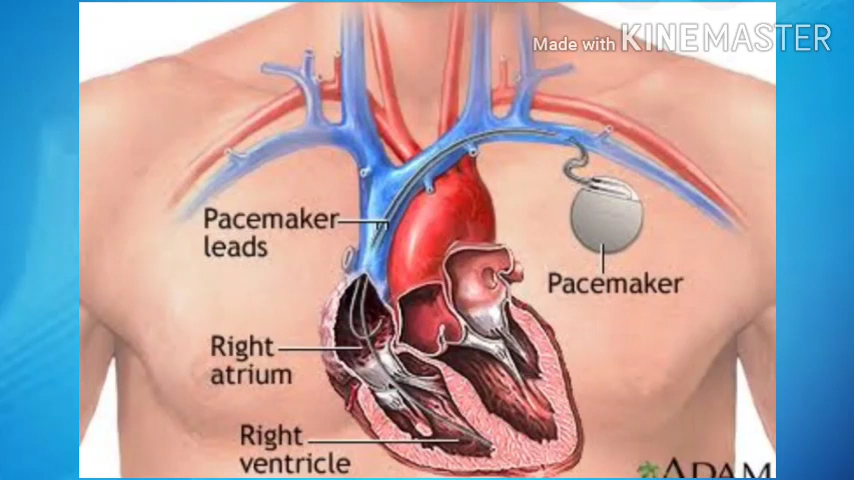 Made with KINEMASTER
Pacemaker
leads
Pacemaker
Right
atrium
Right
ventricle
ADAM